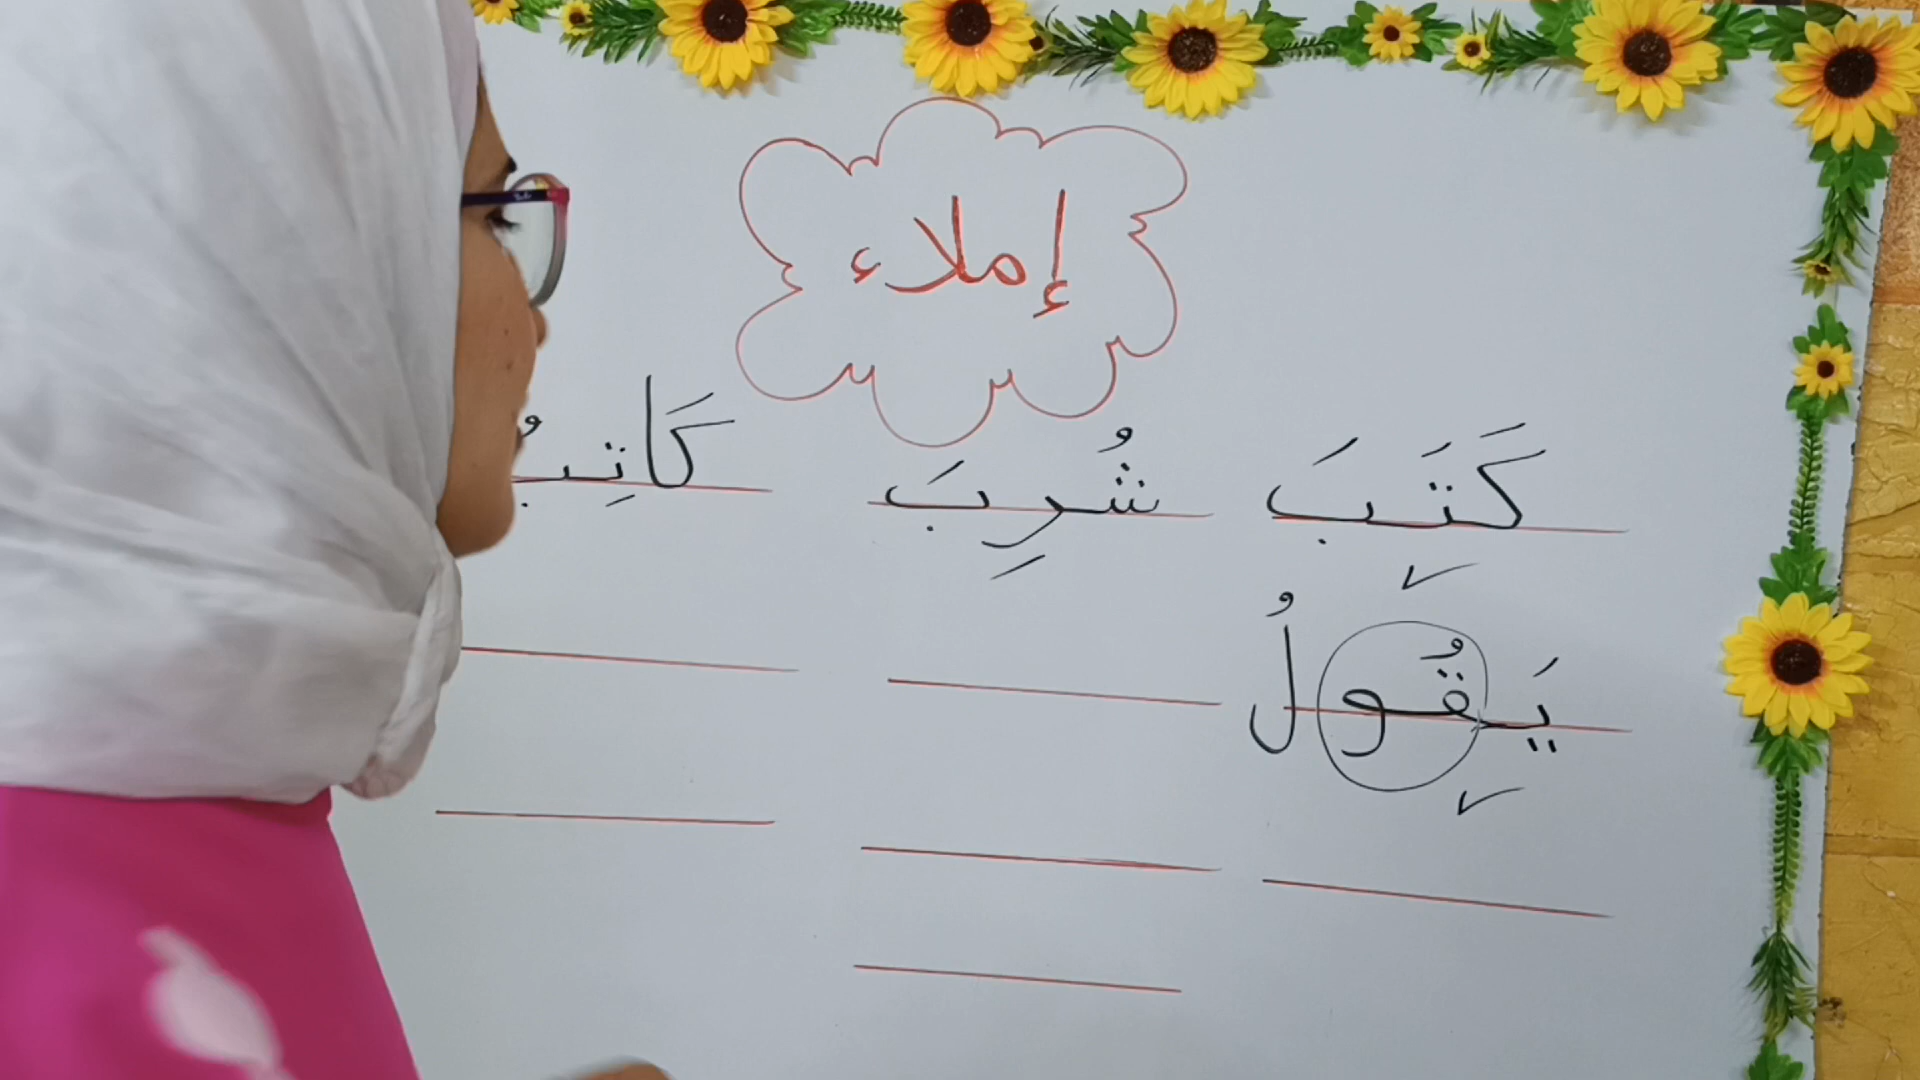 إملاء
كَتَبَ شُرِبَ كَاتِبُ
يَقُولُ